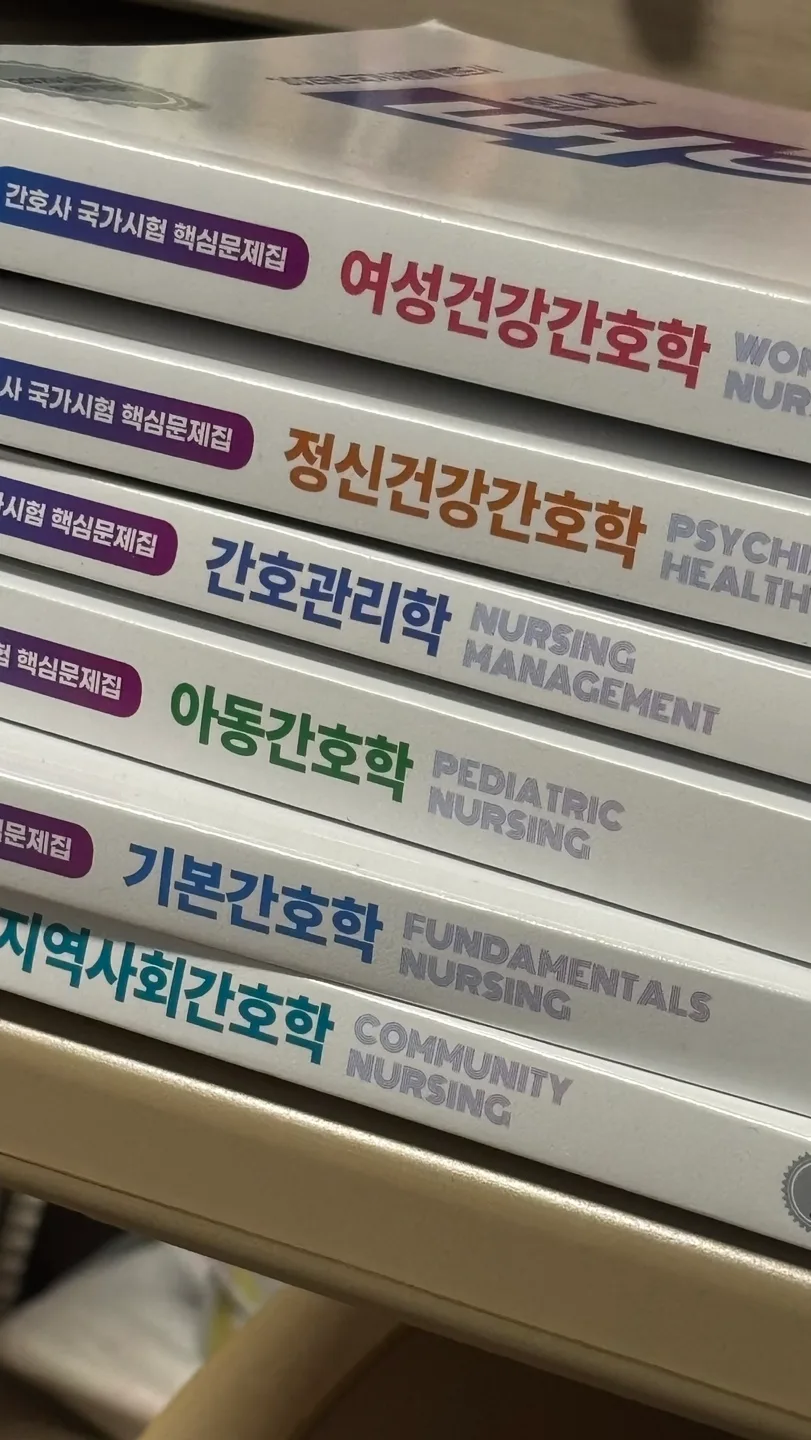 간호사 국가시험 핵심문제집 여성건강간호학
사 국가시험 핵심문제집 정신건강간호학
HEALTH
시험 핵심문제집 간호관리학 NURSING
MANAGEMENT
험 핵심문제집 아동간호학 PEDIATRIC
NURSING
문제집 기본간호학 FUNDAMENTALS
NURSING
지역사회간호학 COMMUNITY
NURSING